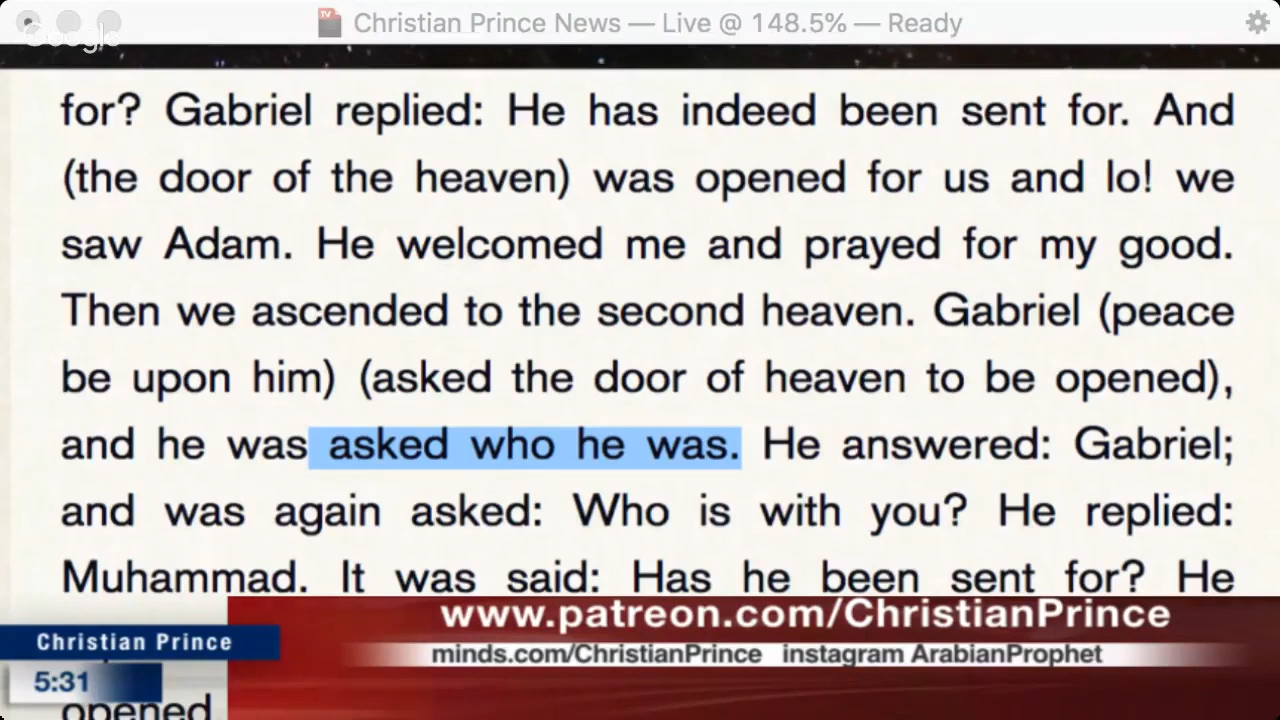 TV Christian Prince News — Live @ 148.5% — Ready
Google
for? Gabriel replied: He has indeed been sent for. And
(the door of the heaven) was opened for us and lo! we
saw Adam. He welcomed me and prayed for my good.
Then we ascended to the second heaven. Gabriel (peace
be upon him) (asked the door of heaven to be opened),
and he was asked who he was. He answered: Gabriel;
and was again asked: Who is with you? He replied:
Muhammad. It was said: Has he been sent for? He
www.patreon.com/ChristianPrince
Christian Prince
minds.com/ChristianPrince instagram ArabianProphet
5:31
opened